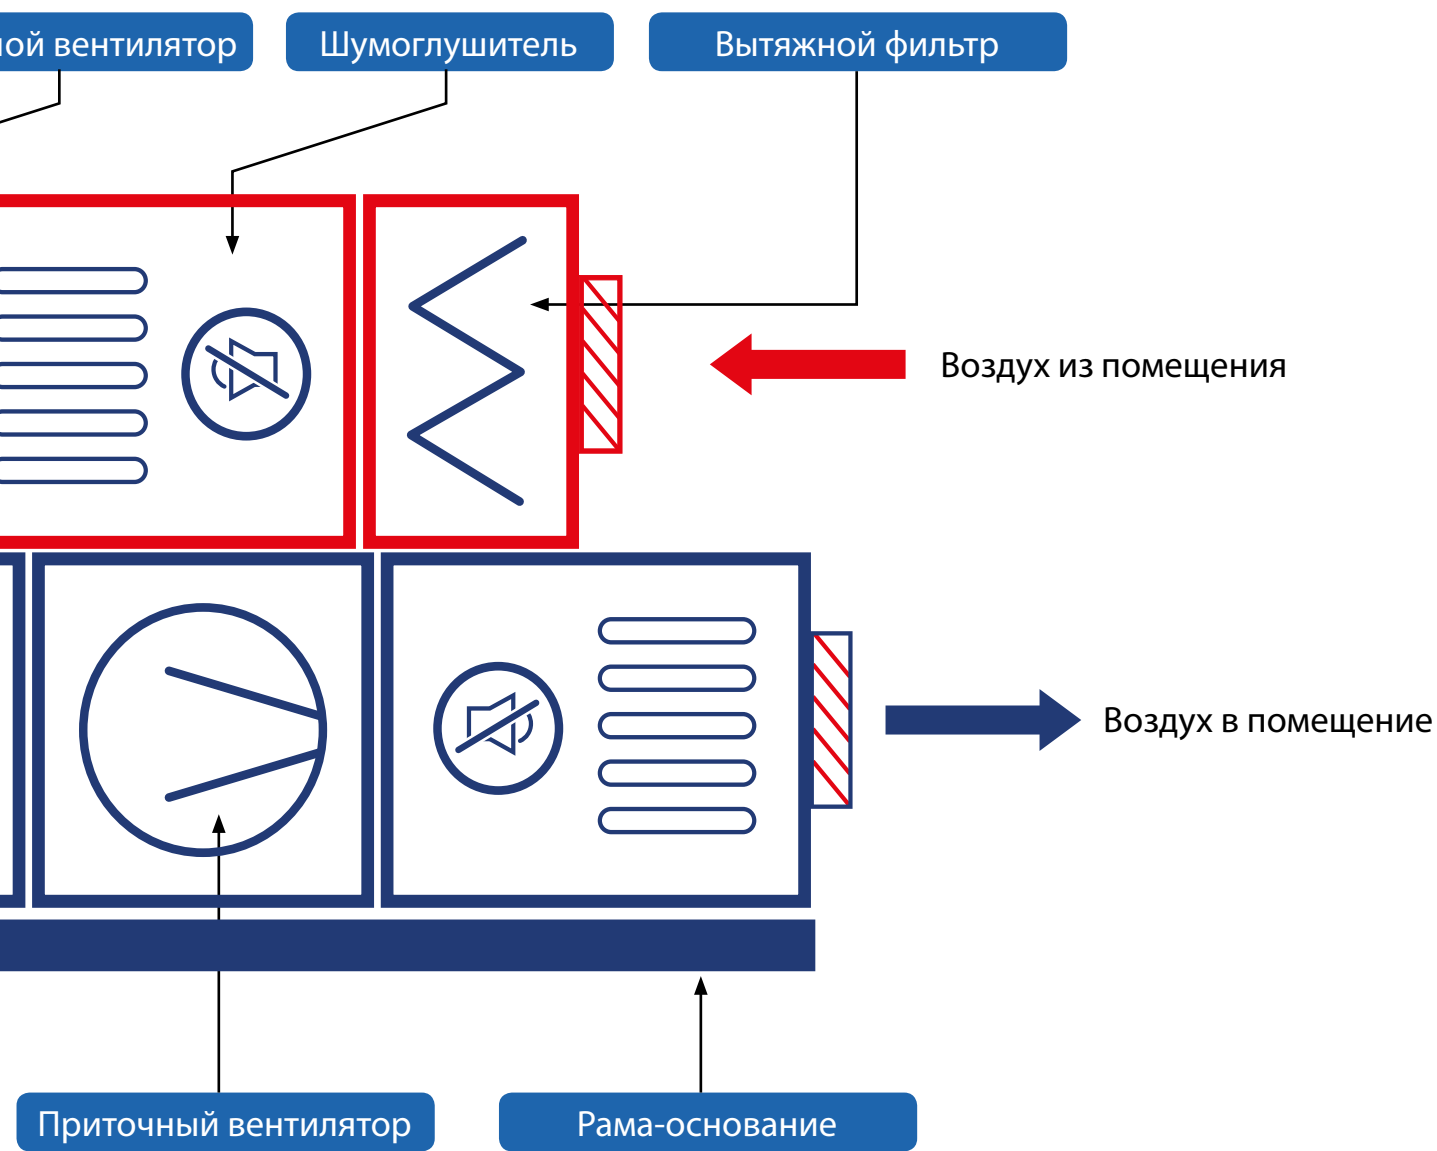 ной вентилятор
Шумоглушитель
Вытяжной фильтр
Воздух из помещения
Воздух в помещение
Приточный вентилятор
Рама-основание